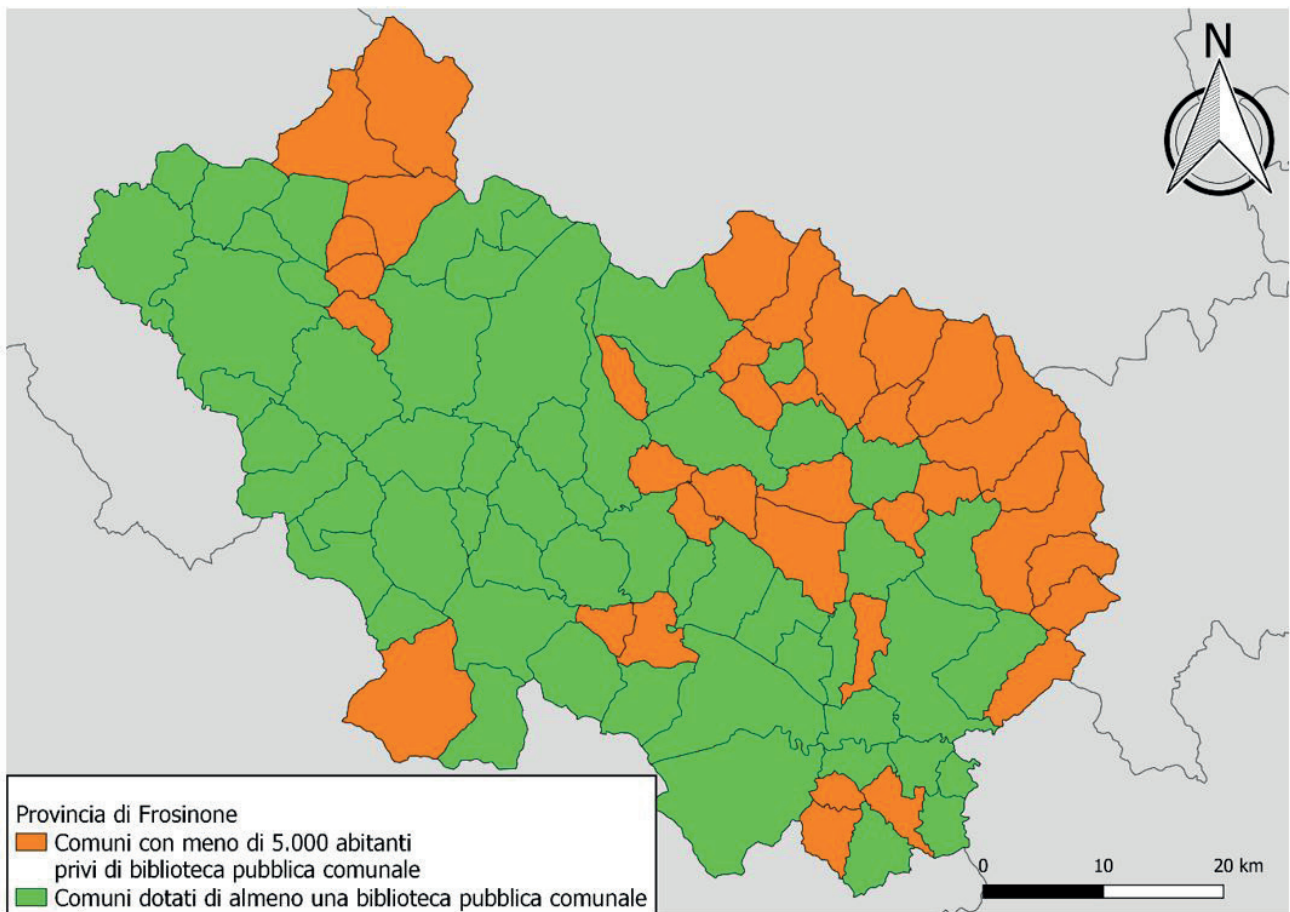 N
Provincia di Frosinone
Comuni con meno di 5.000 abitanti
privi di biblioteca pubblica comunale
Comuni dotati di almeno una biblioteca pubblica comunale
0 10 20 km